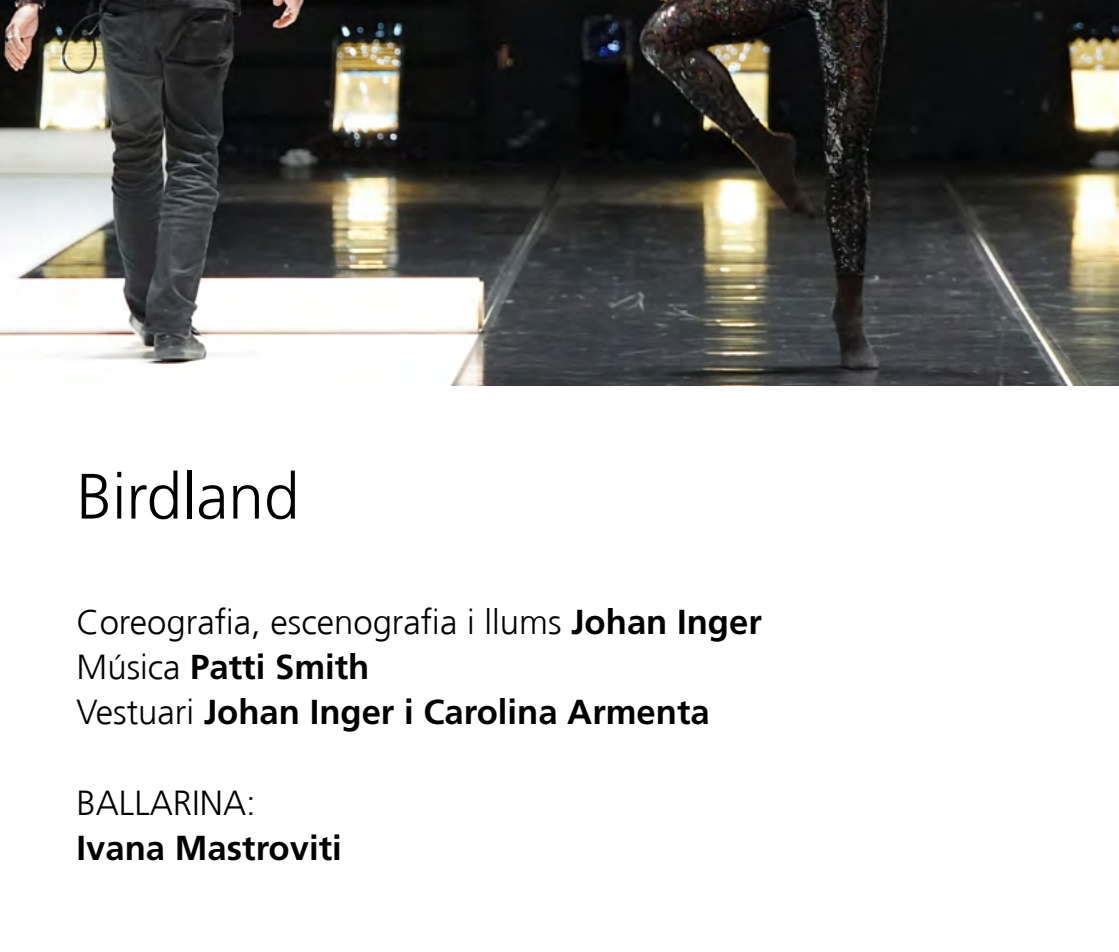 Birdland
Coreografia, escenografia i llums Johan Inger
Música Patti Smith
Vestuari Johan Inger i Carolina Armenta
BALLARINA:
Ivana Mastroviti